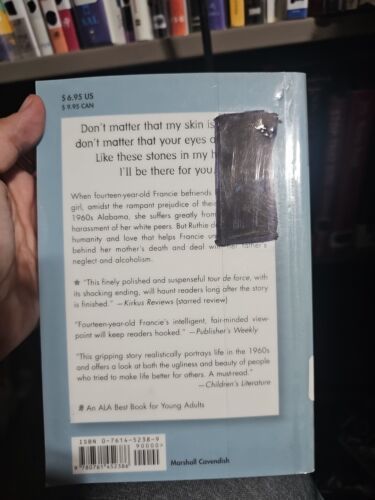 $ 6.95 US
$ 9.95 CAN
Don't matter that my skin is
don't matter that your eyes a
Like these stones in my h
I'll be there for you.
When fourteen-year-old Francie befriends
girl, amidst the rampant prejudice of the
1960s Alabama, she suffers greatly from
harassment of her white peers. But Ruthie d
humanity and love that helps Francie un
behind her mother's death and deal with her father's
neglect and alcoholism.
★ "This finely polished and suspenseful tour de force, with
its shocking ending, will haunt readers long after the story
is finished." —Kirkus Reviews (starred review)
"Fourteen-year-old Francie's intelligent, fair-minded view-
point will keep readers hooked." —Publisher's Weekly
"This gripping story realistically portrays life in the 1960s
and offers a look at both the ugliness and beauty of people
who tried to make life better for others. A must-read."
—Children's Literature
An ALA Best Book for Young Adults
ISBN 0-7614-5238-9
90000>
9 780761 452386
Marshall Cavendish